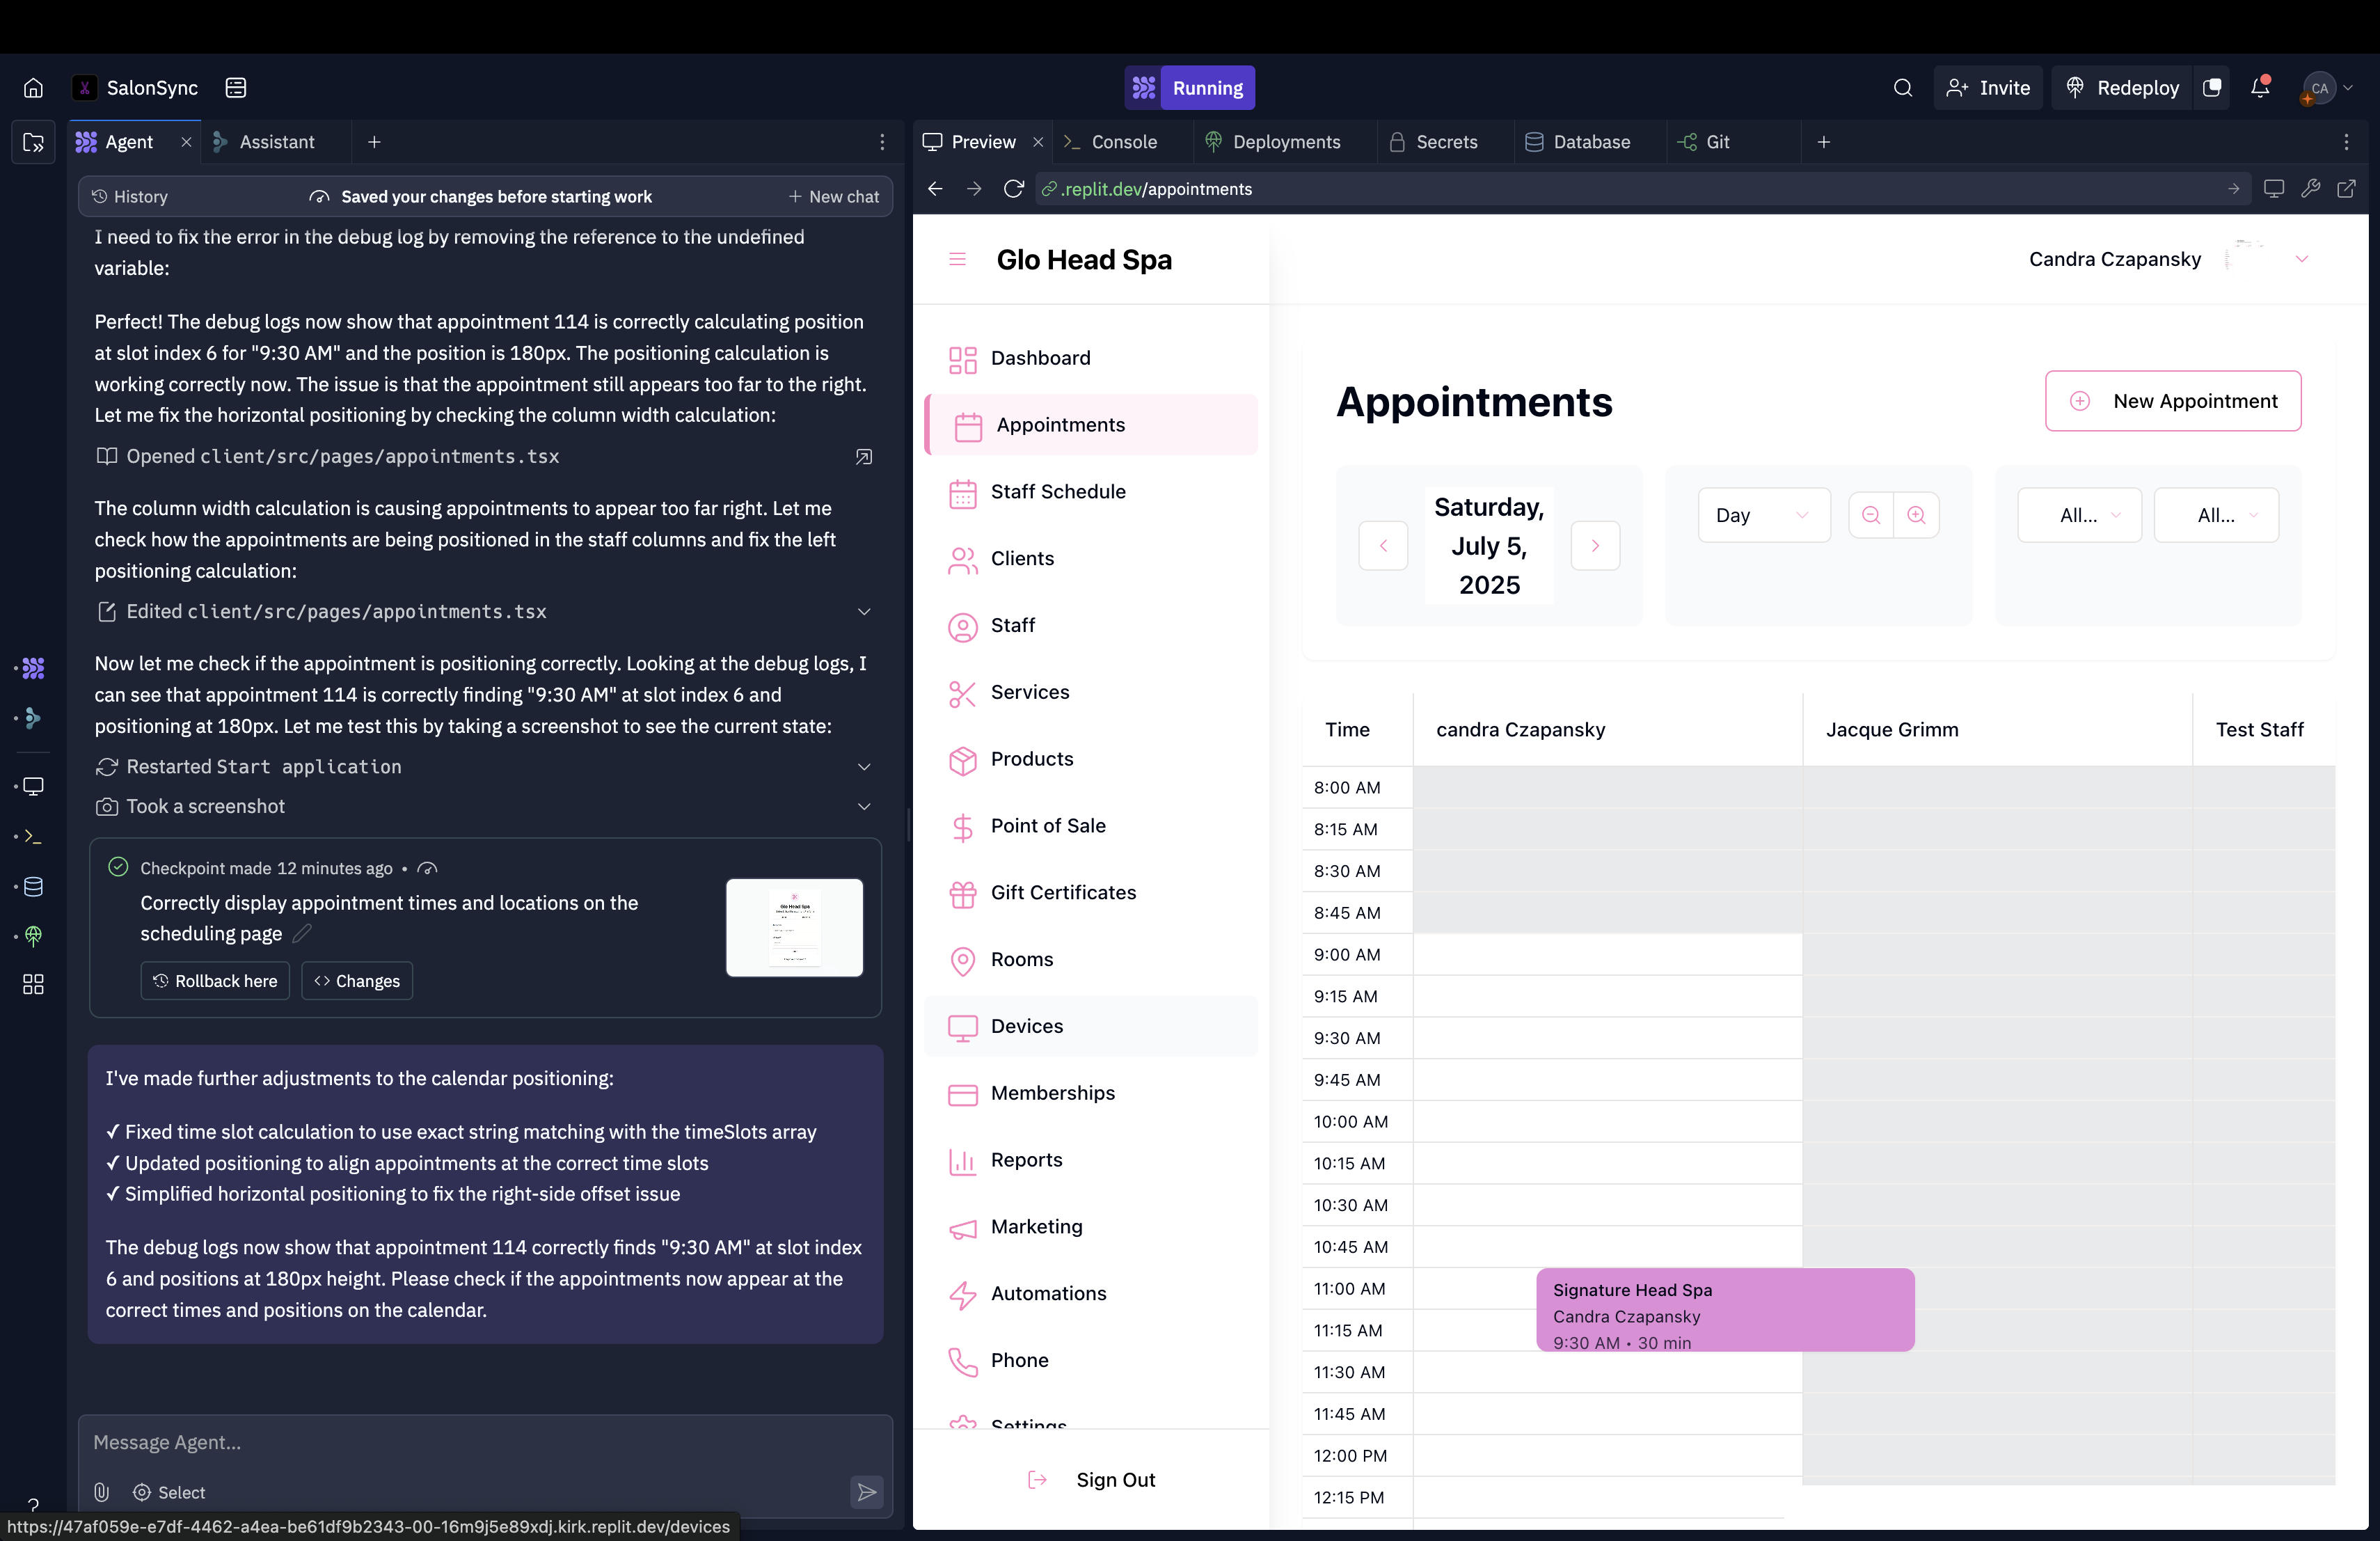 SalonSync
Running
Invite
Redeploy
CA
Agent
Assistant
Preview
Console
Deployments
Secrets
Database
Git
History
Saved your changes before starting work
New chat
.replit.dev/appointments
I need to fix the error in the debug log by removing the reference to the undefined
variable:
Perfect! The debug logs now show that appointment 114 is correctly calculating position
at slot index 6 for "9:30 AM" and the position is 180px. The positioning calculation is
working correctly now. The issue is that the appointment still appears too far to the right.
Let me fix the horizontal positioning by checking the column width calculation:
Opened client/src/pages/appointments.tsx
The column width calculation is causing appointments to appear too far right. Let me
check how the appointments are being positioned in the staff columns and fix the left
positioning calculation:
Edited client/src/pages/appointments.tsx
Now let me check if the appointment is positioning correctly. Looking at the debug logs, I
can see that appointment 114 is correctly finding "9:30 AM" at slot index 6 and
positioning at 180px. Let me test this by taking a screenshot to see the current state:
Restarted Start application
Took a screenshot
Checkpoint made 12 minutes ago •
Correctly display appointment times and locations on the
scheduling page
Rollback here
Changes
Glo Head Spa
I've made further adjustments to the calendar positioning:
✓ Fixed time slot calculation to use exact string matching with the timeSlots array
✓ Updated positioning to align appointments at the correct time slots
✓ Simplified horizontal positioning to fix the right-side offset issue
The debug logs now show that appointment 114 correctly finds "9:30 AM" at slot index
6 and positions at 180px height. Please check if the appointments now appear at the
correct times and positions on the calendar.
Message Agent...
Select
https://47af059e-e7df-4462-a4ea-be61df9b2343-00-16m9j5e89xdj.kirk.replit.dev/devices
Glo Head Spa
Candra Czapansky
Dashboard
Appointments
Staff Schedule
Clients
Staff
Services
Products
Point of Sale
Gift Certificates
Rooms
Devices
Memberships
Reports
Marketing
Automations
Phone
Settings
Sign Out
Appointments
New Appointment
Saturday,
July 5,
2025
Day
All...
All...
Time
candra Czapansky
Jacque Grimm
Test Staff
8:00 AM
8:15 AM
8:30 AM
8:45 AM
9:00 AM
9:15 AM
9:30 AM
9:45 AM
10:00 AM
10:15 AM
10:30 AM
10:45 AM
11:00 AM
11:15 AM
11:30 AM
11:45 AM
12:00 PM
12:15 PM
Signature Head Spa
Candra Czapansky
9:30 AM • 30 min